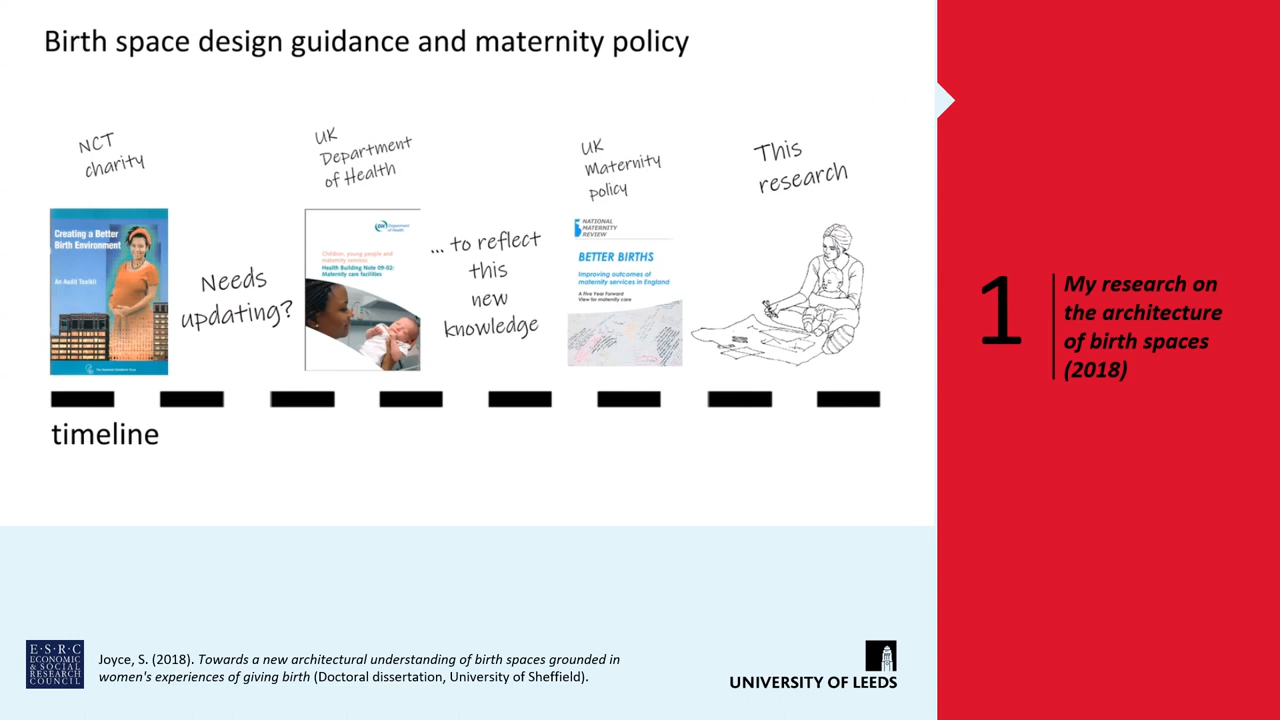 Birth space design guidance and maternity policy
NCT
charity
UK
Department
of Health
UK
Maternity
policy
This
research
Creating a Better
Birth Environment
An Audit Toolkit
Needs
updating?
Department
of Health
Children, young people and
maternity services
Health Building Note 09-02:
Maternity care facilities
... to reflect
this
new
knowledge
NATIONAL
MATERNITY
REVIEW
BETTER BIRTHS
Improving outcomes of
maternity services in England
A Five Year Forward
View for maternity care
timeline
1
My research on
the architecture
of birth spaces
(2018)
E·S·R·C
ECONOMIC
& SOCIAL
RESEARCH
COUNCIL
Joyce, S. (2018). Towards a new architectural understanding of birth spaces grounded in
women's experiences of giving birth (Doctoral dissertation, University of Sheffield).
UNIVERSITY OF LEEDS